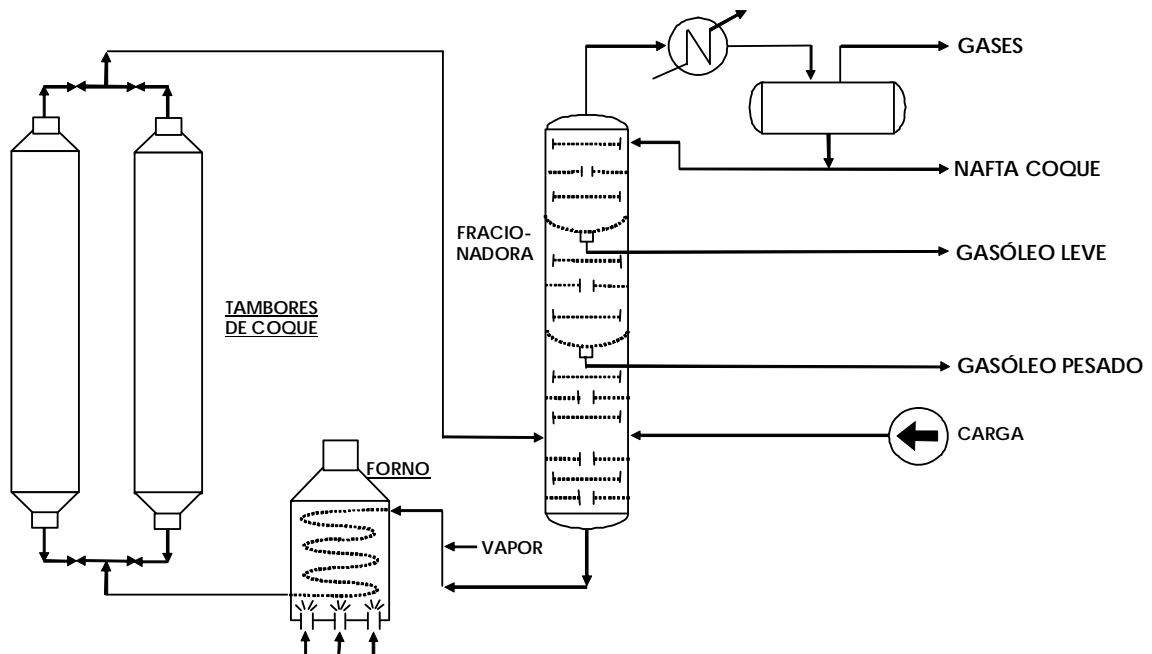 GASES
NAFTA COQUE
FRACIO-
NADORA
GASÓLEO LEVE
TAMBORES
DE COQUE
GASÓLEO PESADO
CARGA
FORNO
VAPOR